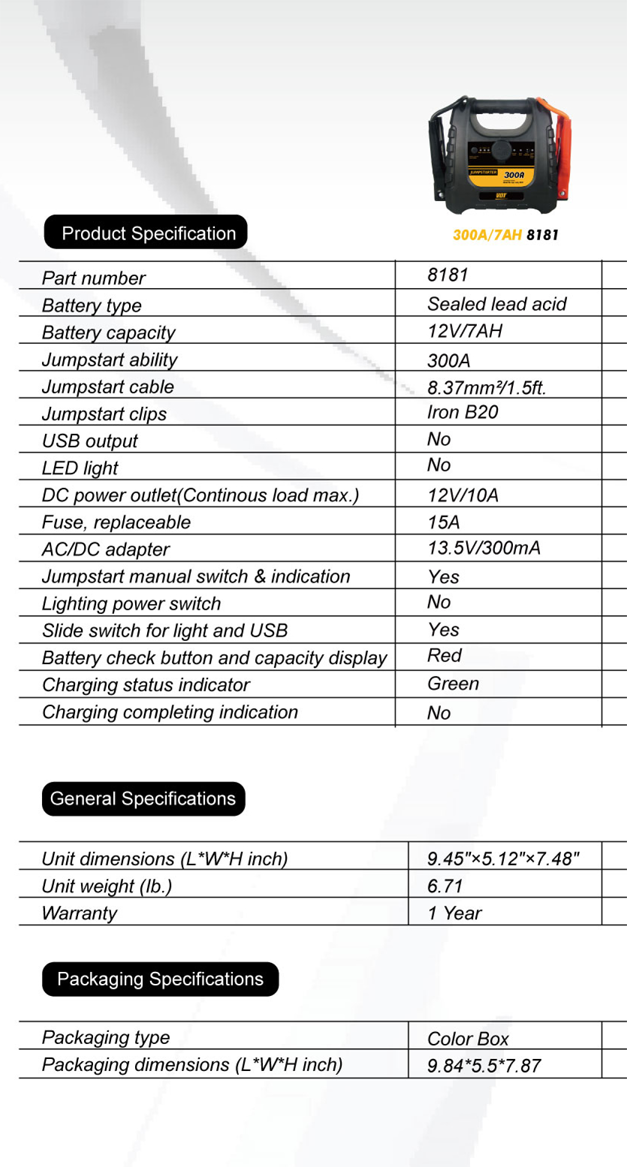 JUMPSTARTER
300A
VDT
300A/7AH 8181
Product Specification
Part number 8181
Battery type Sealed lead acid
Battery capacity 12V/7AH
Jumpstart ability 300A
Jumpstart cable 8.37mm²/1.5ft.
Jumpstart clips Iron B20
USB output No
LED light No
DC power outlet(Continous load max.) 12V/10A
Fuse, replaceable 15A
AC/DC adapter 13.5V/300mA
Jumpstart manual switch & indication Yes
Lighting power switch No
Slide switch for light and USB Yes
Battery check button and capacity display Red
Charging status indicator Green
Charging completing indication No
General Specifications
Unit dimensions (L*W*H inch) 9.45"×5.12"×7.48"
Unit weight (lb.) 6.71
Warranty 1 Year
Packaging Specifications
Packaging type Color Box
Packaging dimensions (L*W*H inch) 9.84*5.5*7.87